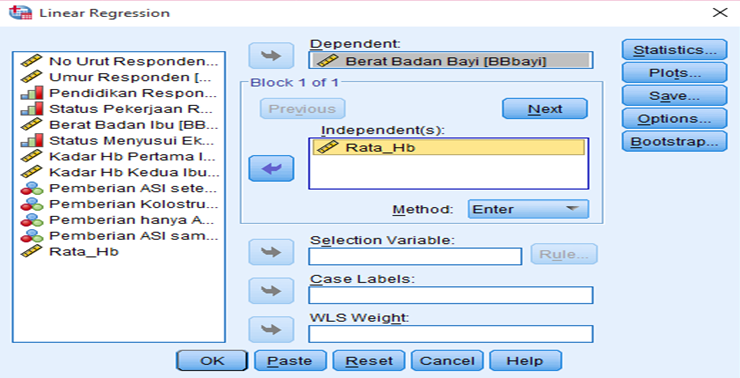 Linear Regression
No Urut Responden...
Umur Responden [...
Pendidikan Respon...
Status Pekerjaan R...
Berat Badan Ibu [BB...
Status Menyusui Ek...
Kadar Hb Pertama I...
Kadar Hb Kedua Ibu...
Pemberian ASI sete...
Pemberian Kolostru...
Pemberian hanya A...
Pemberian ASI sam...
Rata_Hb
Dependent:
Berat Badan Bayi [BBbayi]
Block 1 of 1
Previous
Next
Independent(s):
Rata_Hb
Method:
Enter
Selection Variable:
Rule...
Case Labels:
WLS Weight:
Statistics...
Plots...
Save...
Options...
Bootstrap...
OK
Paste
Reset
Cancel
Help